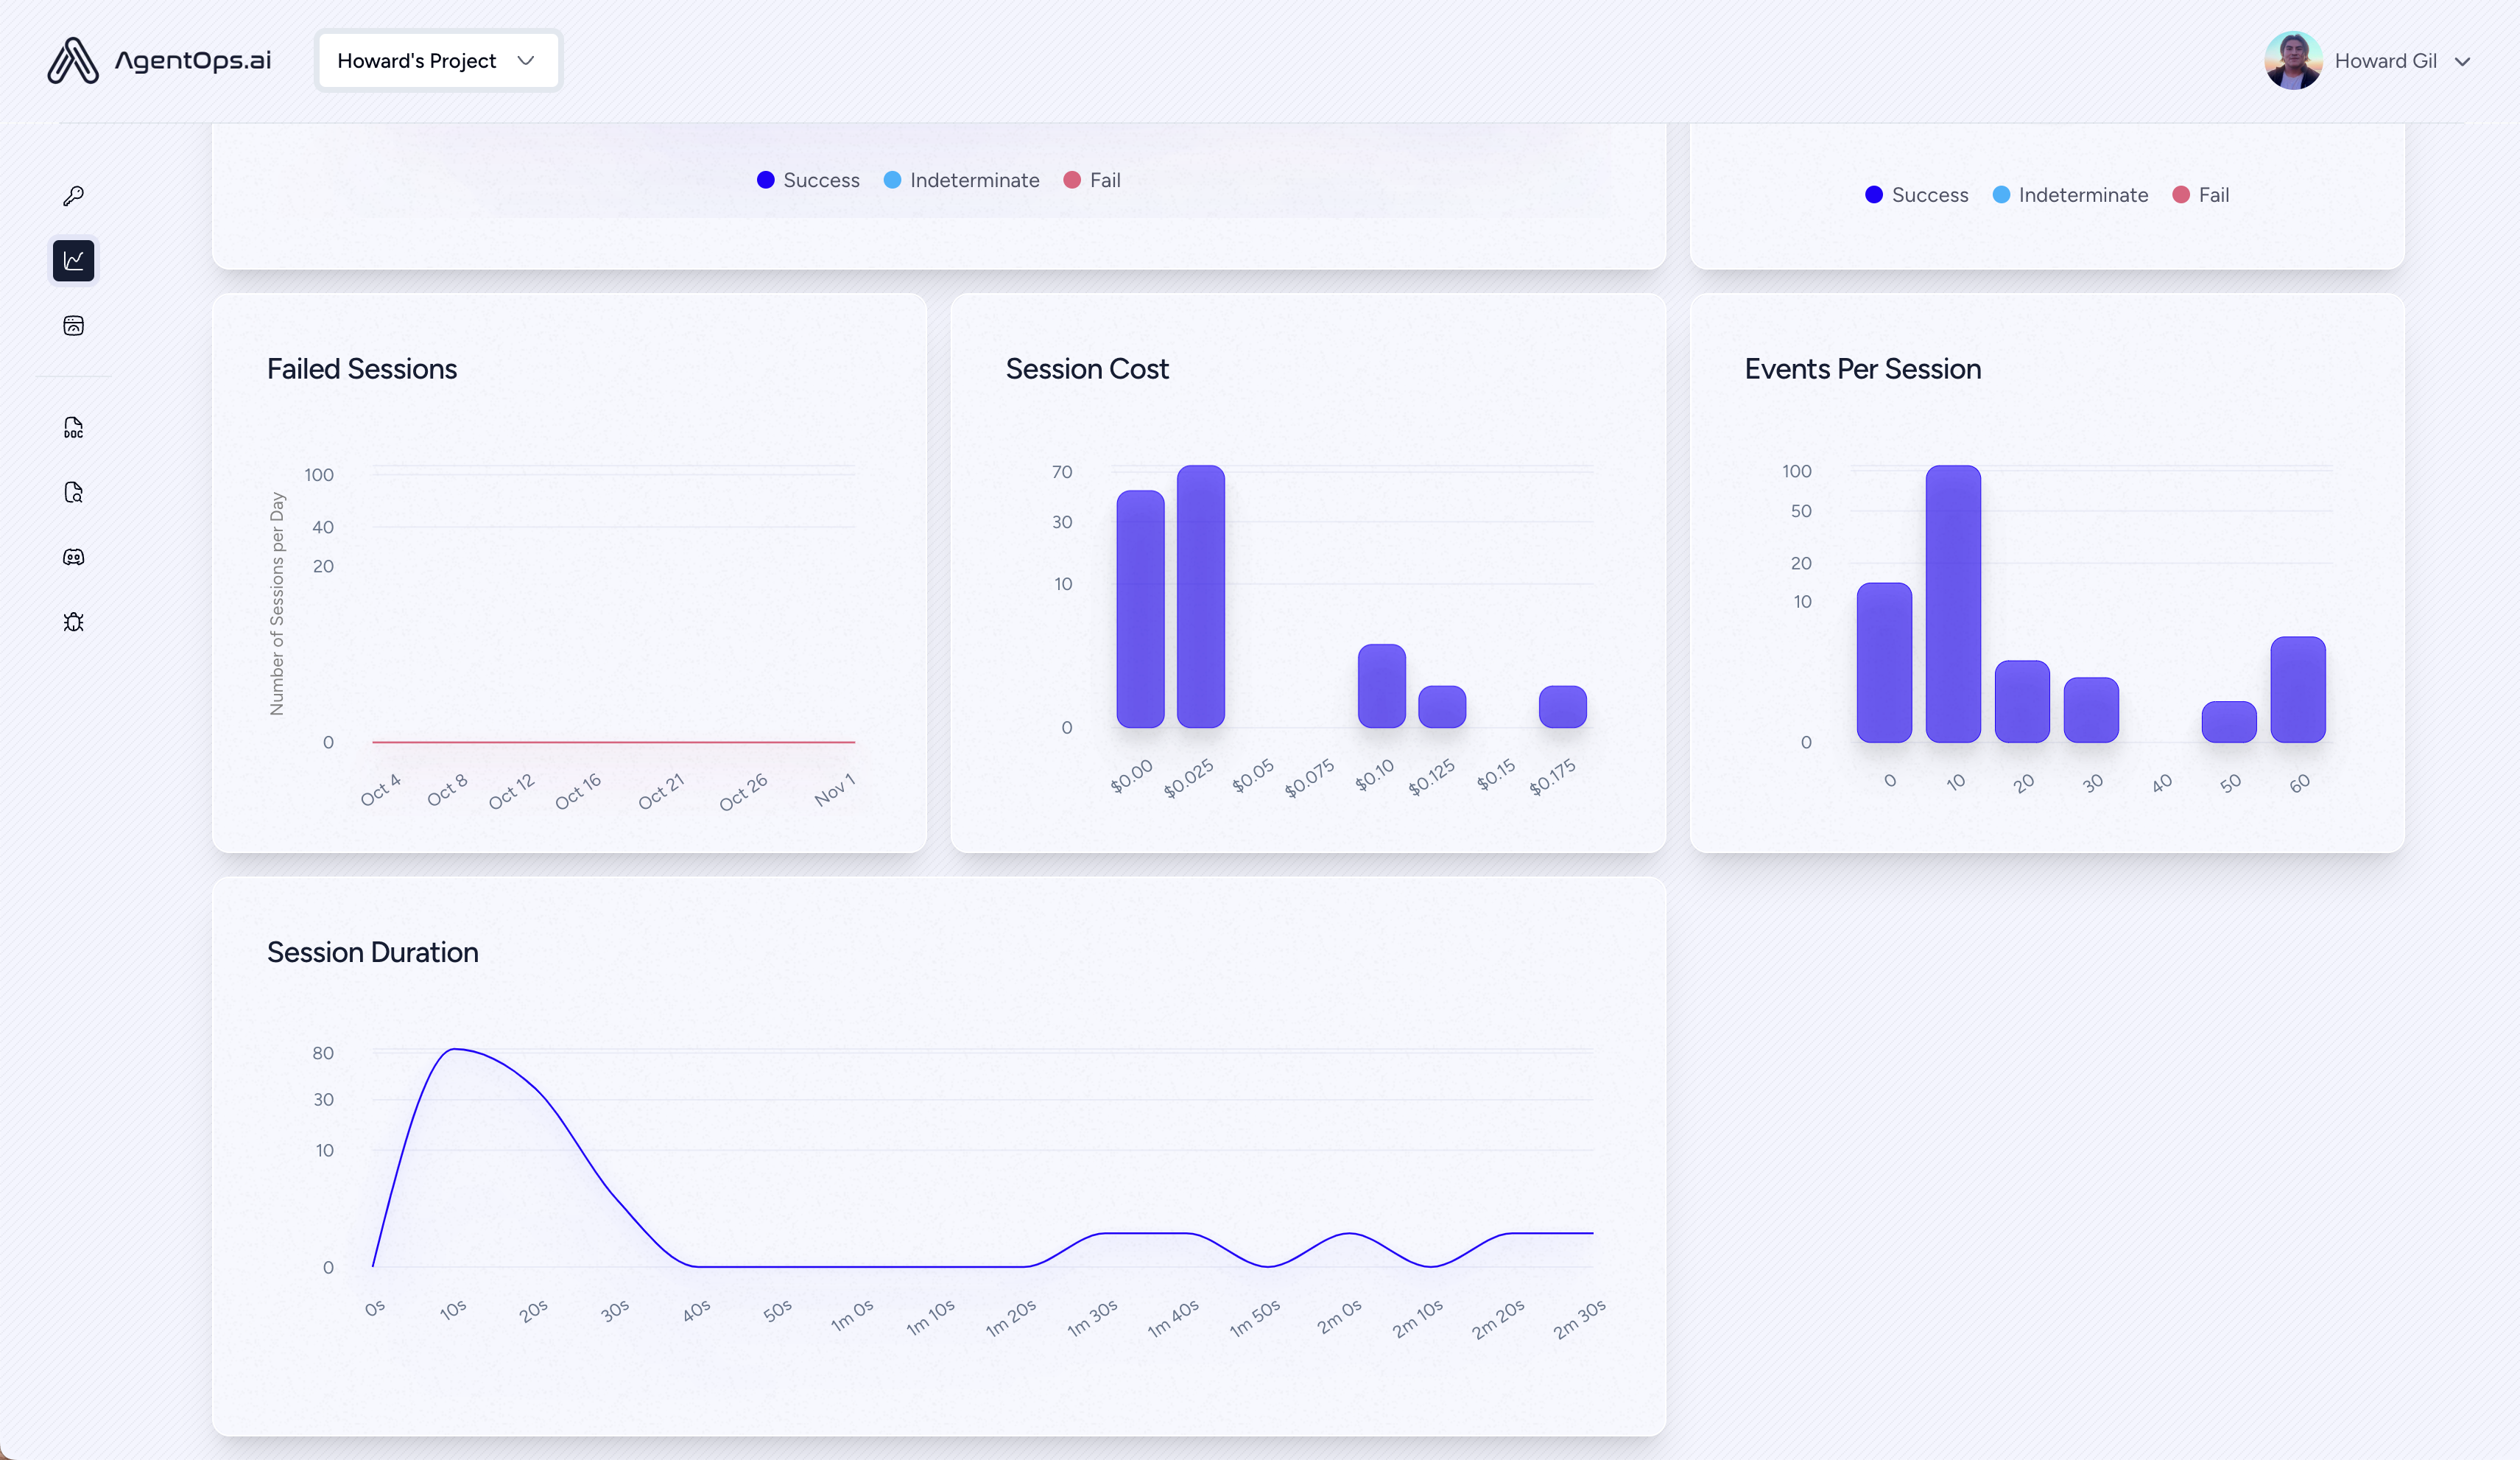 AgentOps.ai
Howard's Project
Howard Gil
Success
Indeterminate
Fail
Success
Indeterminate
Fail
DOC
Failed Sessions
Number of Sessions per Day
100
40
20
0
Oct 4
Oct 8
Oct 12
Oct 16
Oct 21
Oct 26
Nov 1
Session Cost
70
30
10
0
$0.00
$0.025
$0.05
$0.075
$0.10
$0.125
$0.15
$0.175
Events Per Session
100
50
20
10
0
0
10
20
30
40
50
60
Session Duration
80
30
10
0
0s
10s
20s
30s
40s
50s
1m 0s
1m 10s
1m 20s
1m 30s
1m 40s
1m 50s
2m 0s
2m 10s
2m 20s
2m 30s